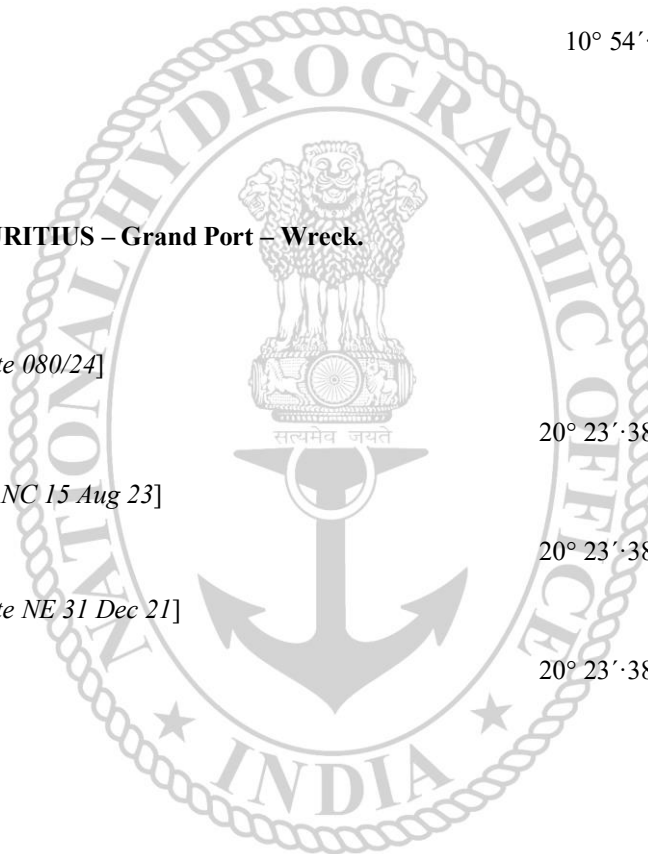 10° 54´·
URITIUS – Grand Port – Wreck.
te 080/24]
20° 23´·38
NC 15 Aug 23]
20° 23´·38
te NE 31 Dec 21]
20° 23´·38
NATIONAL HYDROGRAPHIC OFFICE
सत्यमेव जयते
INDIA